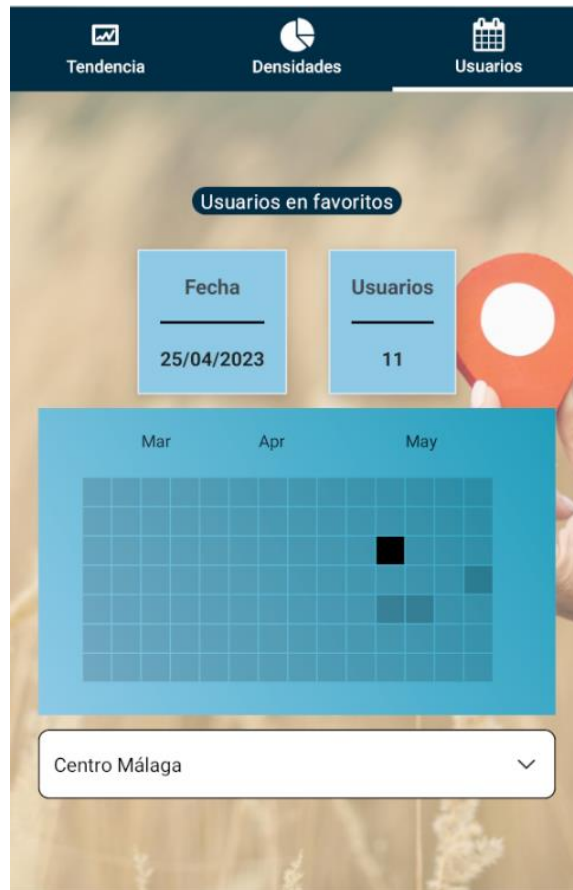 Tendencia Densidades Usuarios
Usuarios en favoritos
Fecha Usuarios
25/04/2023 11
Mar Apr May
Centro Málaga